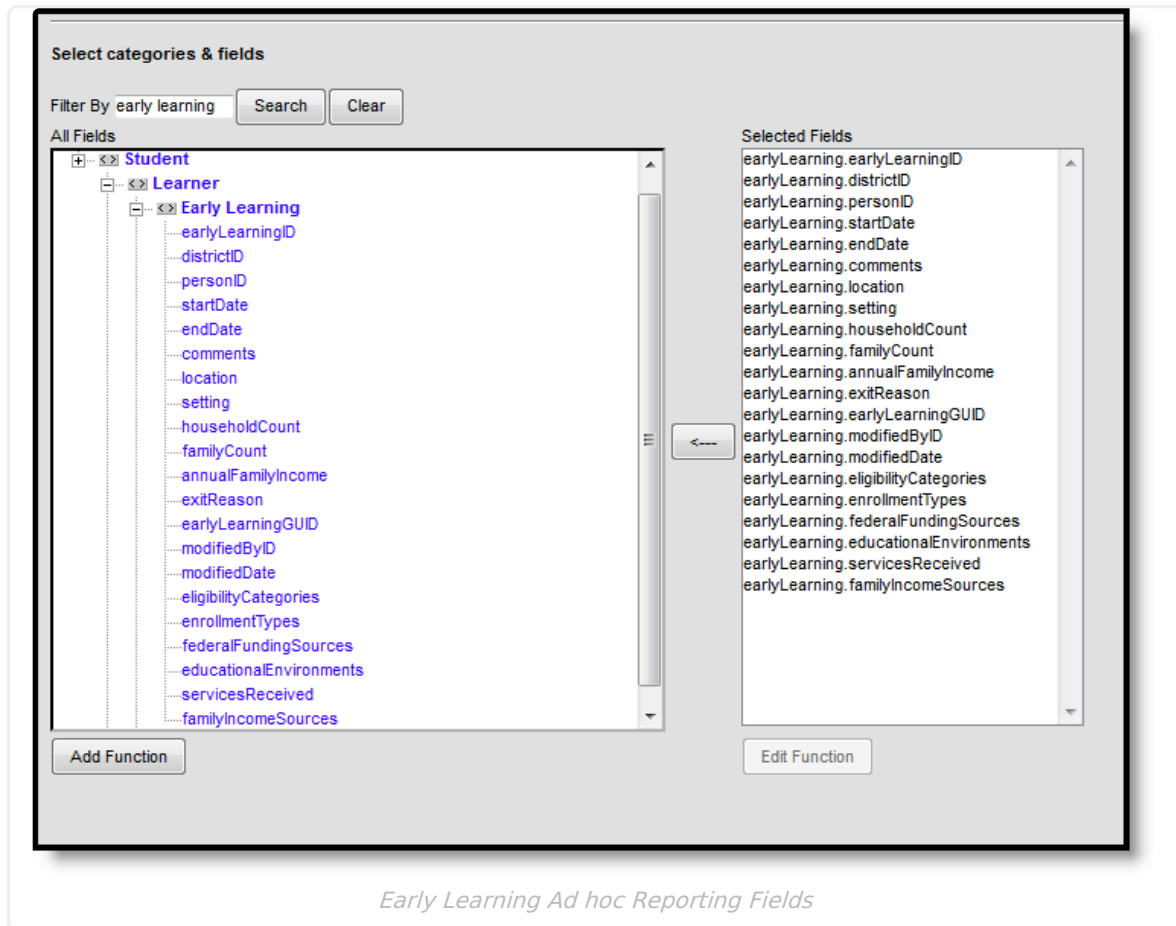 Select categories & fields
Filter By early learning Search Clear
All Fields
Student
Learner
Early Learning
earlyLearningID
districtID
personID
startDate
endDate
comments
location
setting
householdCount
familyCount
annualFamilyIncome
exitReason
earlyLearningGUID
modifiedByID
modifiedDate
eligibilityCategories
enrollmentTypes
federalFundingSources
educationalEnvironments
servicesReceived
familyIncomeSources
Add Function
<---
Selected Fields
earlyLearning.earlyLearningID
earlyLearning.districtID
earlyLearning.personID
earlyLearning.startDate
earlyLearning.endDate
earlyLearning.comments
earlyLearning.location
earlyLearning.setting
earlyLearning.householdCount
earlyLearning.familyCount
earlyLearning.annualFamilyIncome
earlyLearning.exitReason
earlyLearning.earlyLearningGUID
earlyLearning.modifiedByID
earlyLearning.modifiedDate
earlyLearning.eligibilityCategories
earlyLearning.enrollmentTypes
earlyLearning.federalFundingSources
earlyLearning.educationalEnvironments
earlyLearning.servicesReceived
earlyLearning.familyIncomeSources
Edit Function
Early Learning Ad hoc Reporting Fields